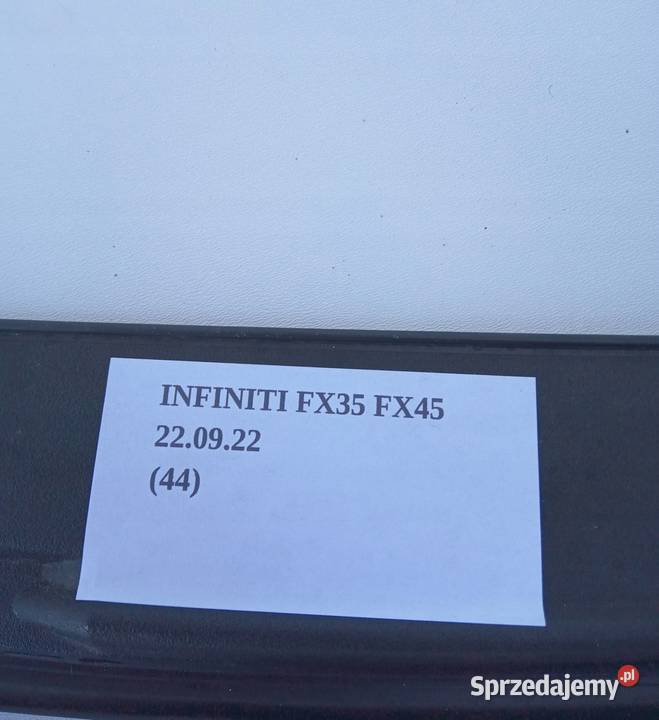 INFINITI FX35 FX45
22.09.22
(44)
Sprzedajemy.pl